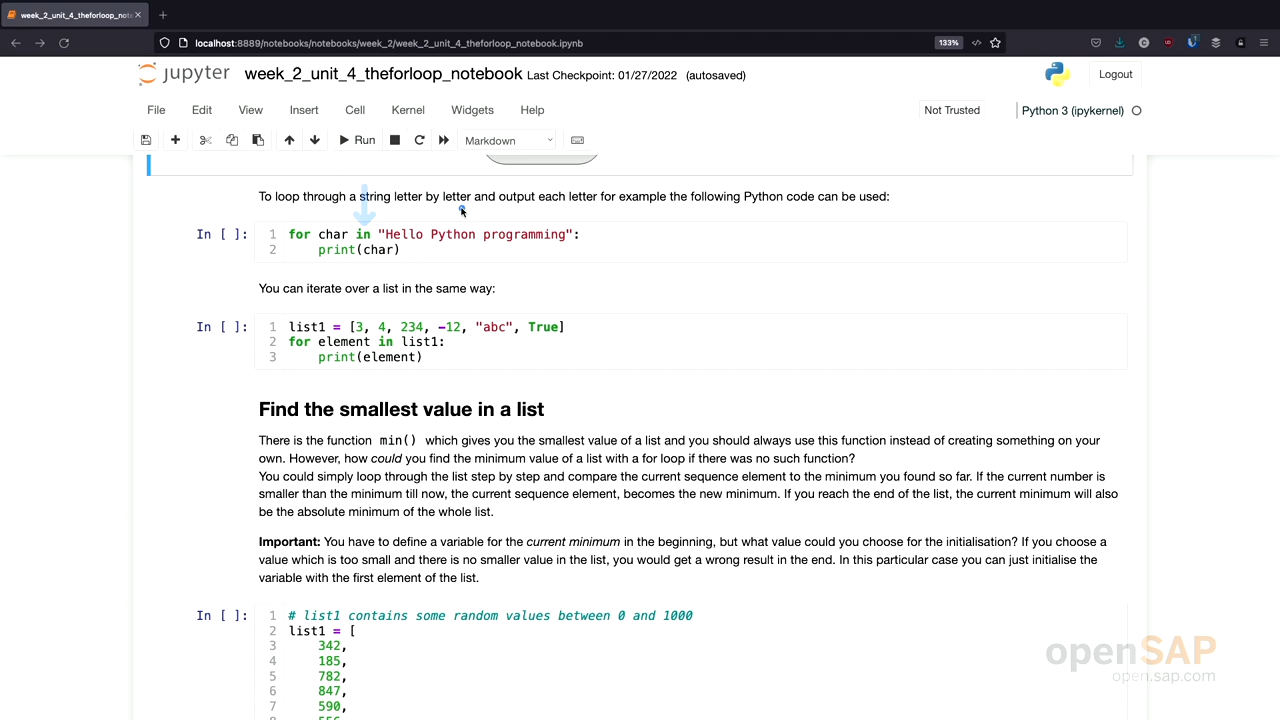 week_2_unit_4_theforloop_not
localhost:8889/notebooks/notebooks/week_2/week_2_unit_4_theforloop_notebook.ipynb
133%
jupyter week_2_unit_4_theforloop_notebook Last Checkpoint: 01/27/2022 (autosaved)
Logout
File Edit View Insert Cell Kernel Widgets Help
Not Trusted Python 3 (ipykernel)
Run Markdown
To loop through a string letter by letter and output each letter for example the following Python code can be used:
In [ ]: 1 for char in "Hello Python programming":
2 print(char)
You can iterate over a list in the same way:
In [ ]: 1 list1 = [3, 4, 234, -12, "abc", True]
2 for element in list1:
3 print(element)
Find the smallest value in a list
There is the function min() which gives you the smallest value of a list and you should always use this function instead of creating something on your
own. However, how could you find the minimum value of a list with a for loop if there was no such function?
You could simply loop through the list step by step and compare the current sequence element to the minimum you found so far. If the current number is
smaller than the minimum till now, the current sequence element, becomes the new minimum. If you reach the end of the list, the current minimum will also
be the absolute minimum of the whole list.
Important: You have to define a variable for the current minimum in the beginning, but what value could you choose for the initialisation? If you choose a
value which is too small and there is no smaller value in the list, you would get a wrong result in the end. In this particular case you can just initialise the
variable with the first element of the list.
In [ ]: 1 # list1 contains some random values between 0 and 1000
2 list1 = [
3 342,
4 185,
5 782,
6 847,
7 590,
openSAP
open.sap.com